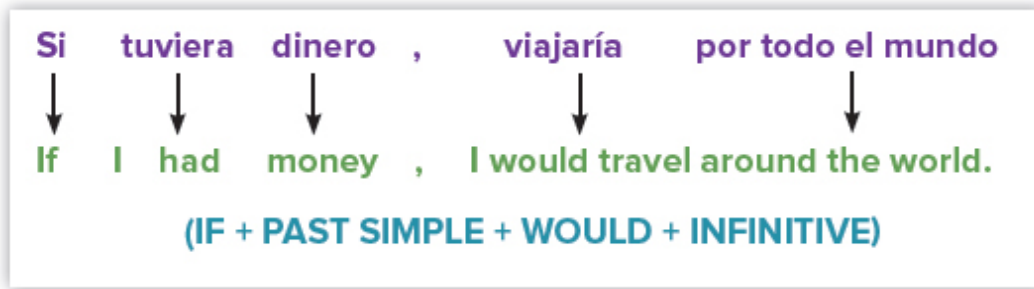 Si tuviera dinero , viajaría por todo el mundo
If I had money , I would travel around the world.
(IF + PAST SIMPLE + WOULD + INFINITIVE)